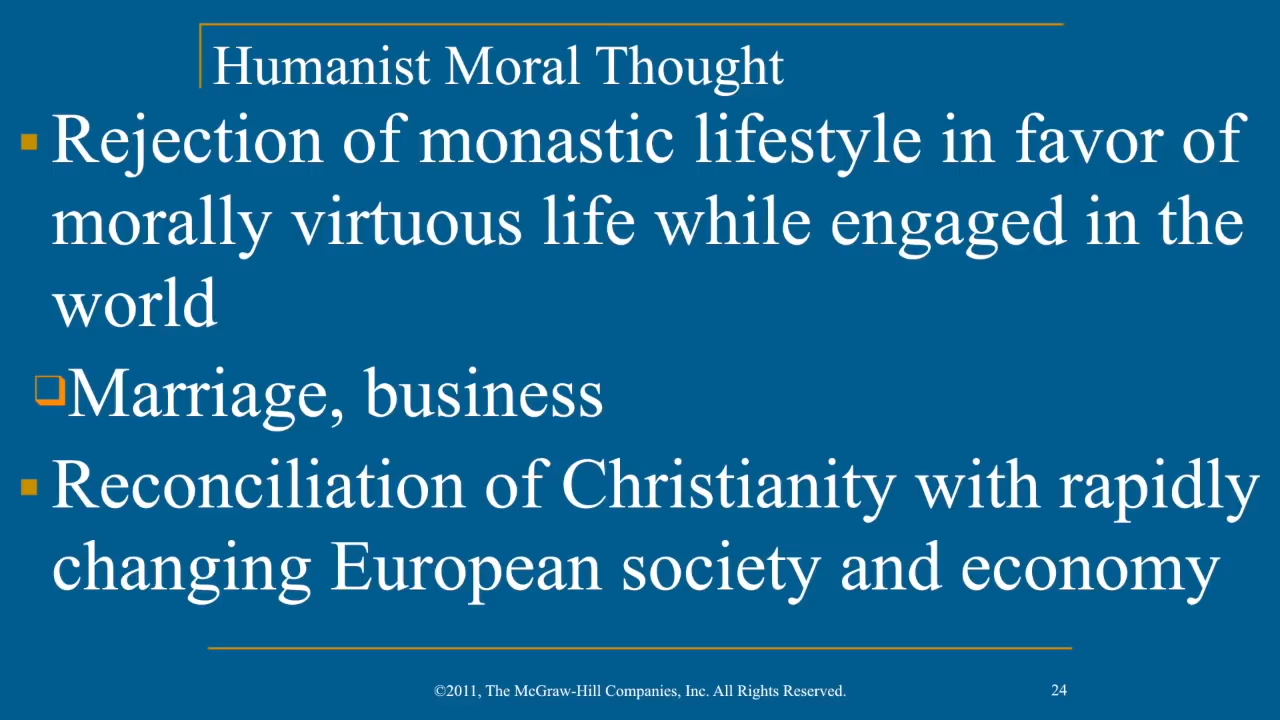 Humanist Moral Thought
Rejection of monastic lifestyle in favor of
morally virtuous life while engaged in the
world
Marriage, business
Reconciliation of Christianity with rapidly
changing European society and economy
©2011, The McGraw-Hill Companies, Inc. All Rights Reserved.
24